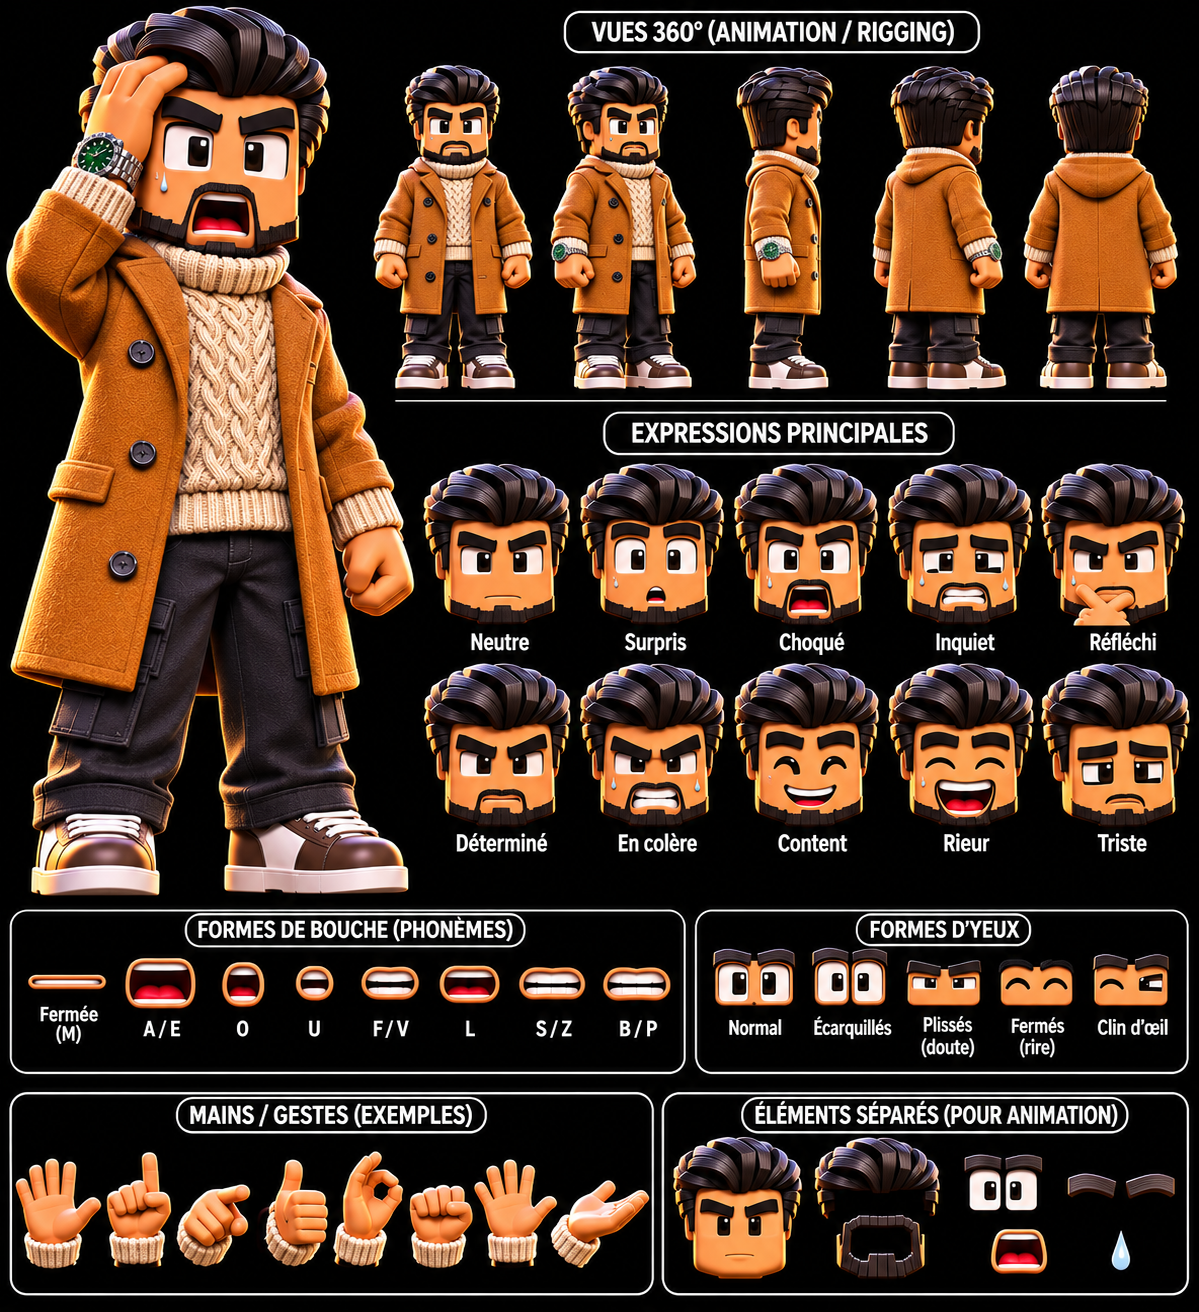 VUES 360° (ANIMATION / RIGGING)
EXPRESSIONS PRINCIPALES
Neutre
Surpris
Choqué
Inquiet
Réfléchi
Déterminé
En colère
Content
Rieur
Triste
FORMES DE BOUCHE (PHONÈMES)
Fermée
(M)
A / E
O
U
F / V
L
S / Z
B / P
FORMES D'YEUX
Normal
Écarquillés
Plissés
(doute)
Fermés
(rire)
Clin d'œil
MAINS / GESTES (EXEMPLES)
ÉLÉMENTS SÉPARÉS (POUR ANIMATION)